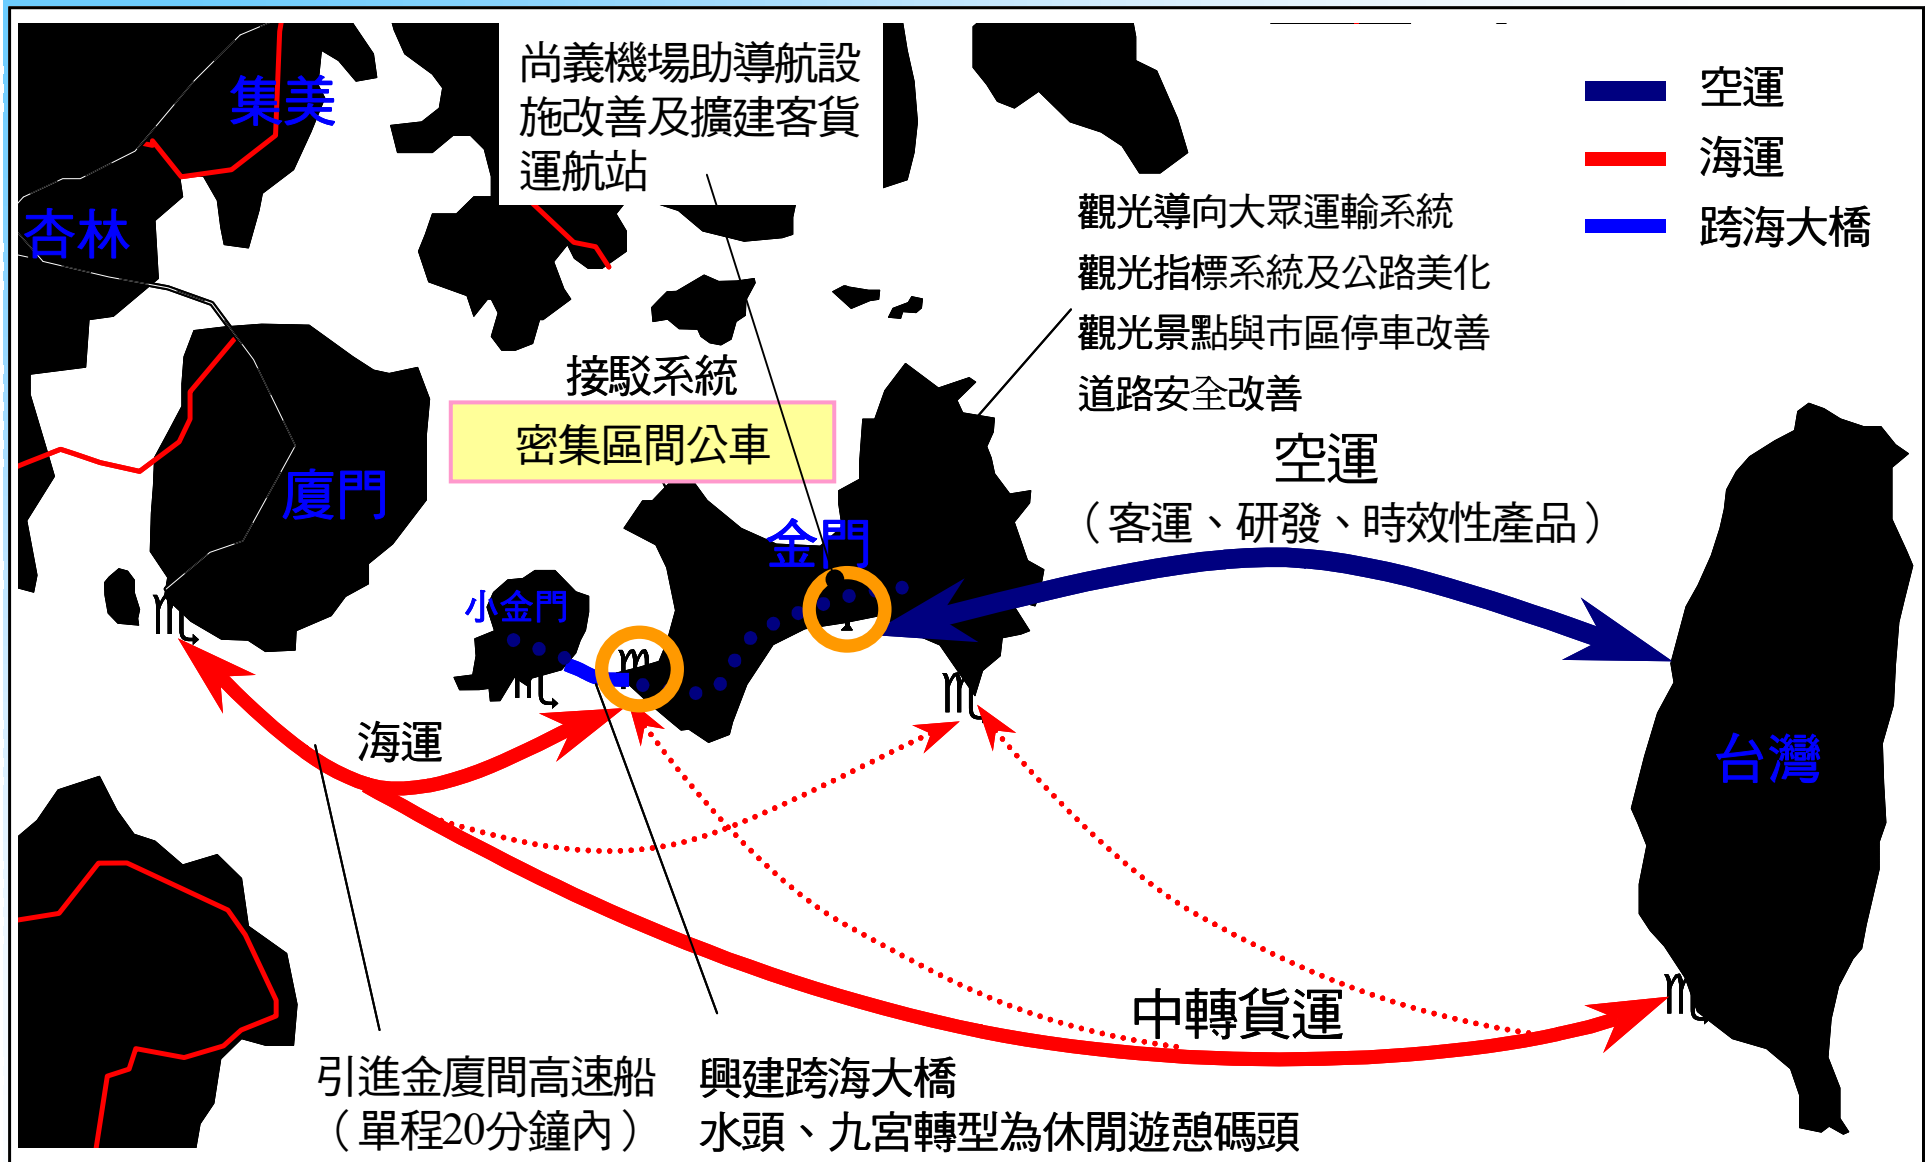 尚義機場助導航設
施改善及擴建客貨
運航站
空運
海運
跨海大橋
集美
杏林
觀光導向大眾運輸系統
觀光指標系統及公路美化
觀光景點與市區停車改善
道路安全改善
接駁系統
密集區間公車
空運
（客運、研發、時效性產品）
廈門
金門
小金門
海運
台灣
中轉貨運
引進金廈間高速船
（單程20分鐘內）
興建跨海大橋
水頭、九宮轉型為休閒遊憩碼頭